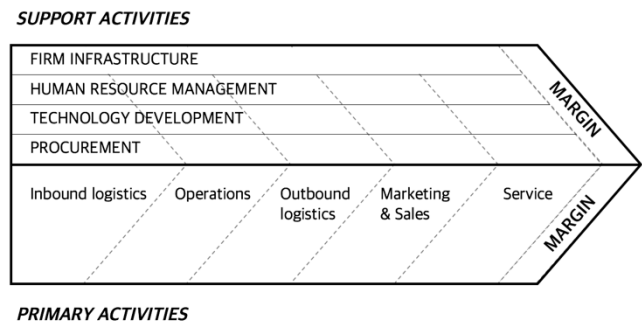 SUPPORT ACTIVITIES
FIRM INFRASTRUCTURE
HUMAN RESOURCE MANAGEMENT
TECHNOLOGY DEVELOPMENT
PROCUREMENT
MARGIN
Inbound logistics
Operations
Outbound
logistics
Marketing
& Sales
Service
MARGIN
PRIMARY ACTIVITIES